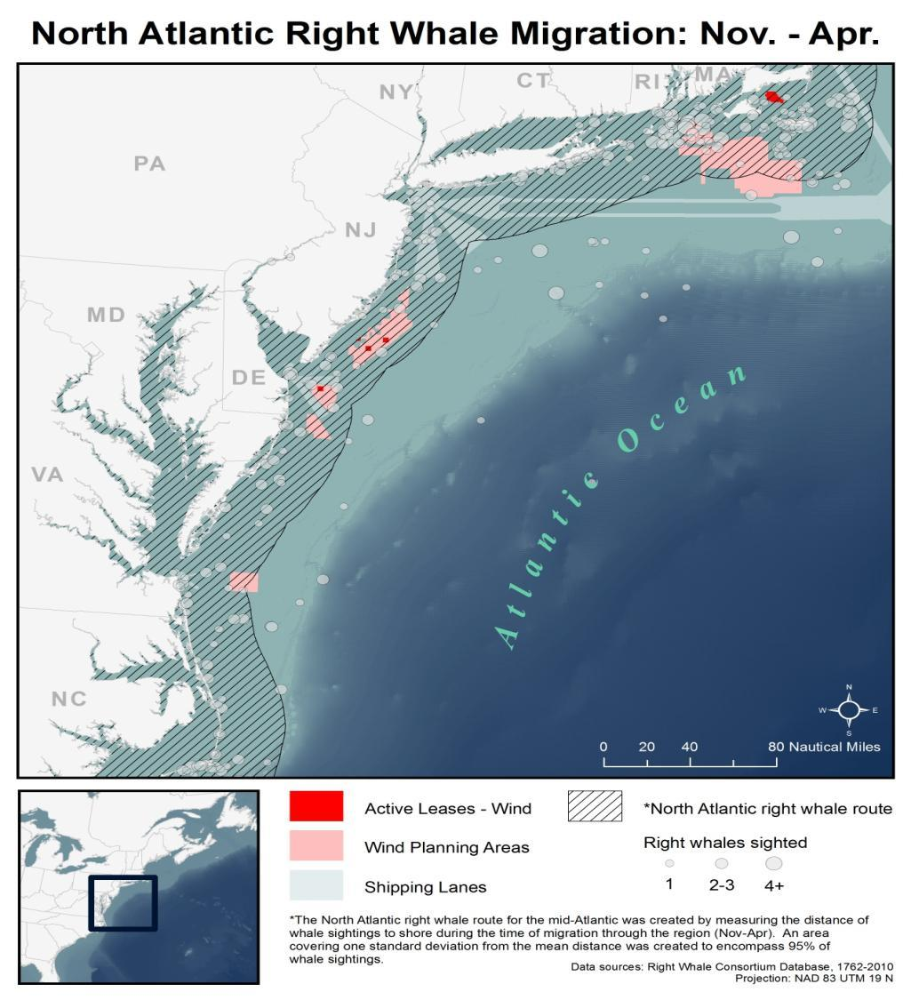 North Atlantic Right Whale Migration: Nov. - Apr.
NY
CT
RI
MA
PA
NJ
MD
DE
VA
NC
Atlantic Ocean
N
W
E
S
0 20 40 80 Nautical Miles
Active Leases - Wind
Wind Planning Areas
Shipping Lanes
*North Atlantic right whale route
Right whales sighted
1 2-3 4+
*The North Atlantic right whale route for the mid-Atlantic was created by measuring the distance of
whale sightings to shore during the time of migration through the region (Nov-Apr). An area
covering one standard deviation from the mean distance was created to encompass 95% of
whale sightings.
Data sources: Right Whale Consortium Database, 1762-2010
Projection: NAD 83 UTM 19 N